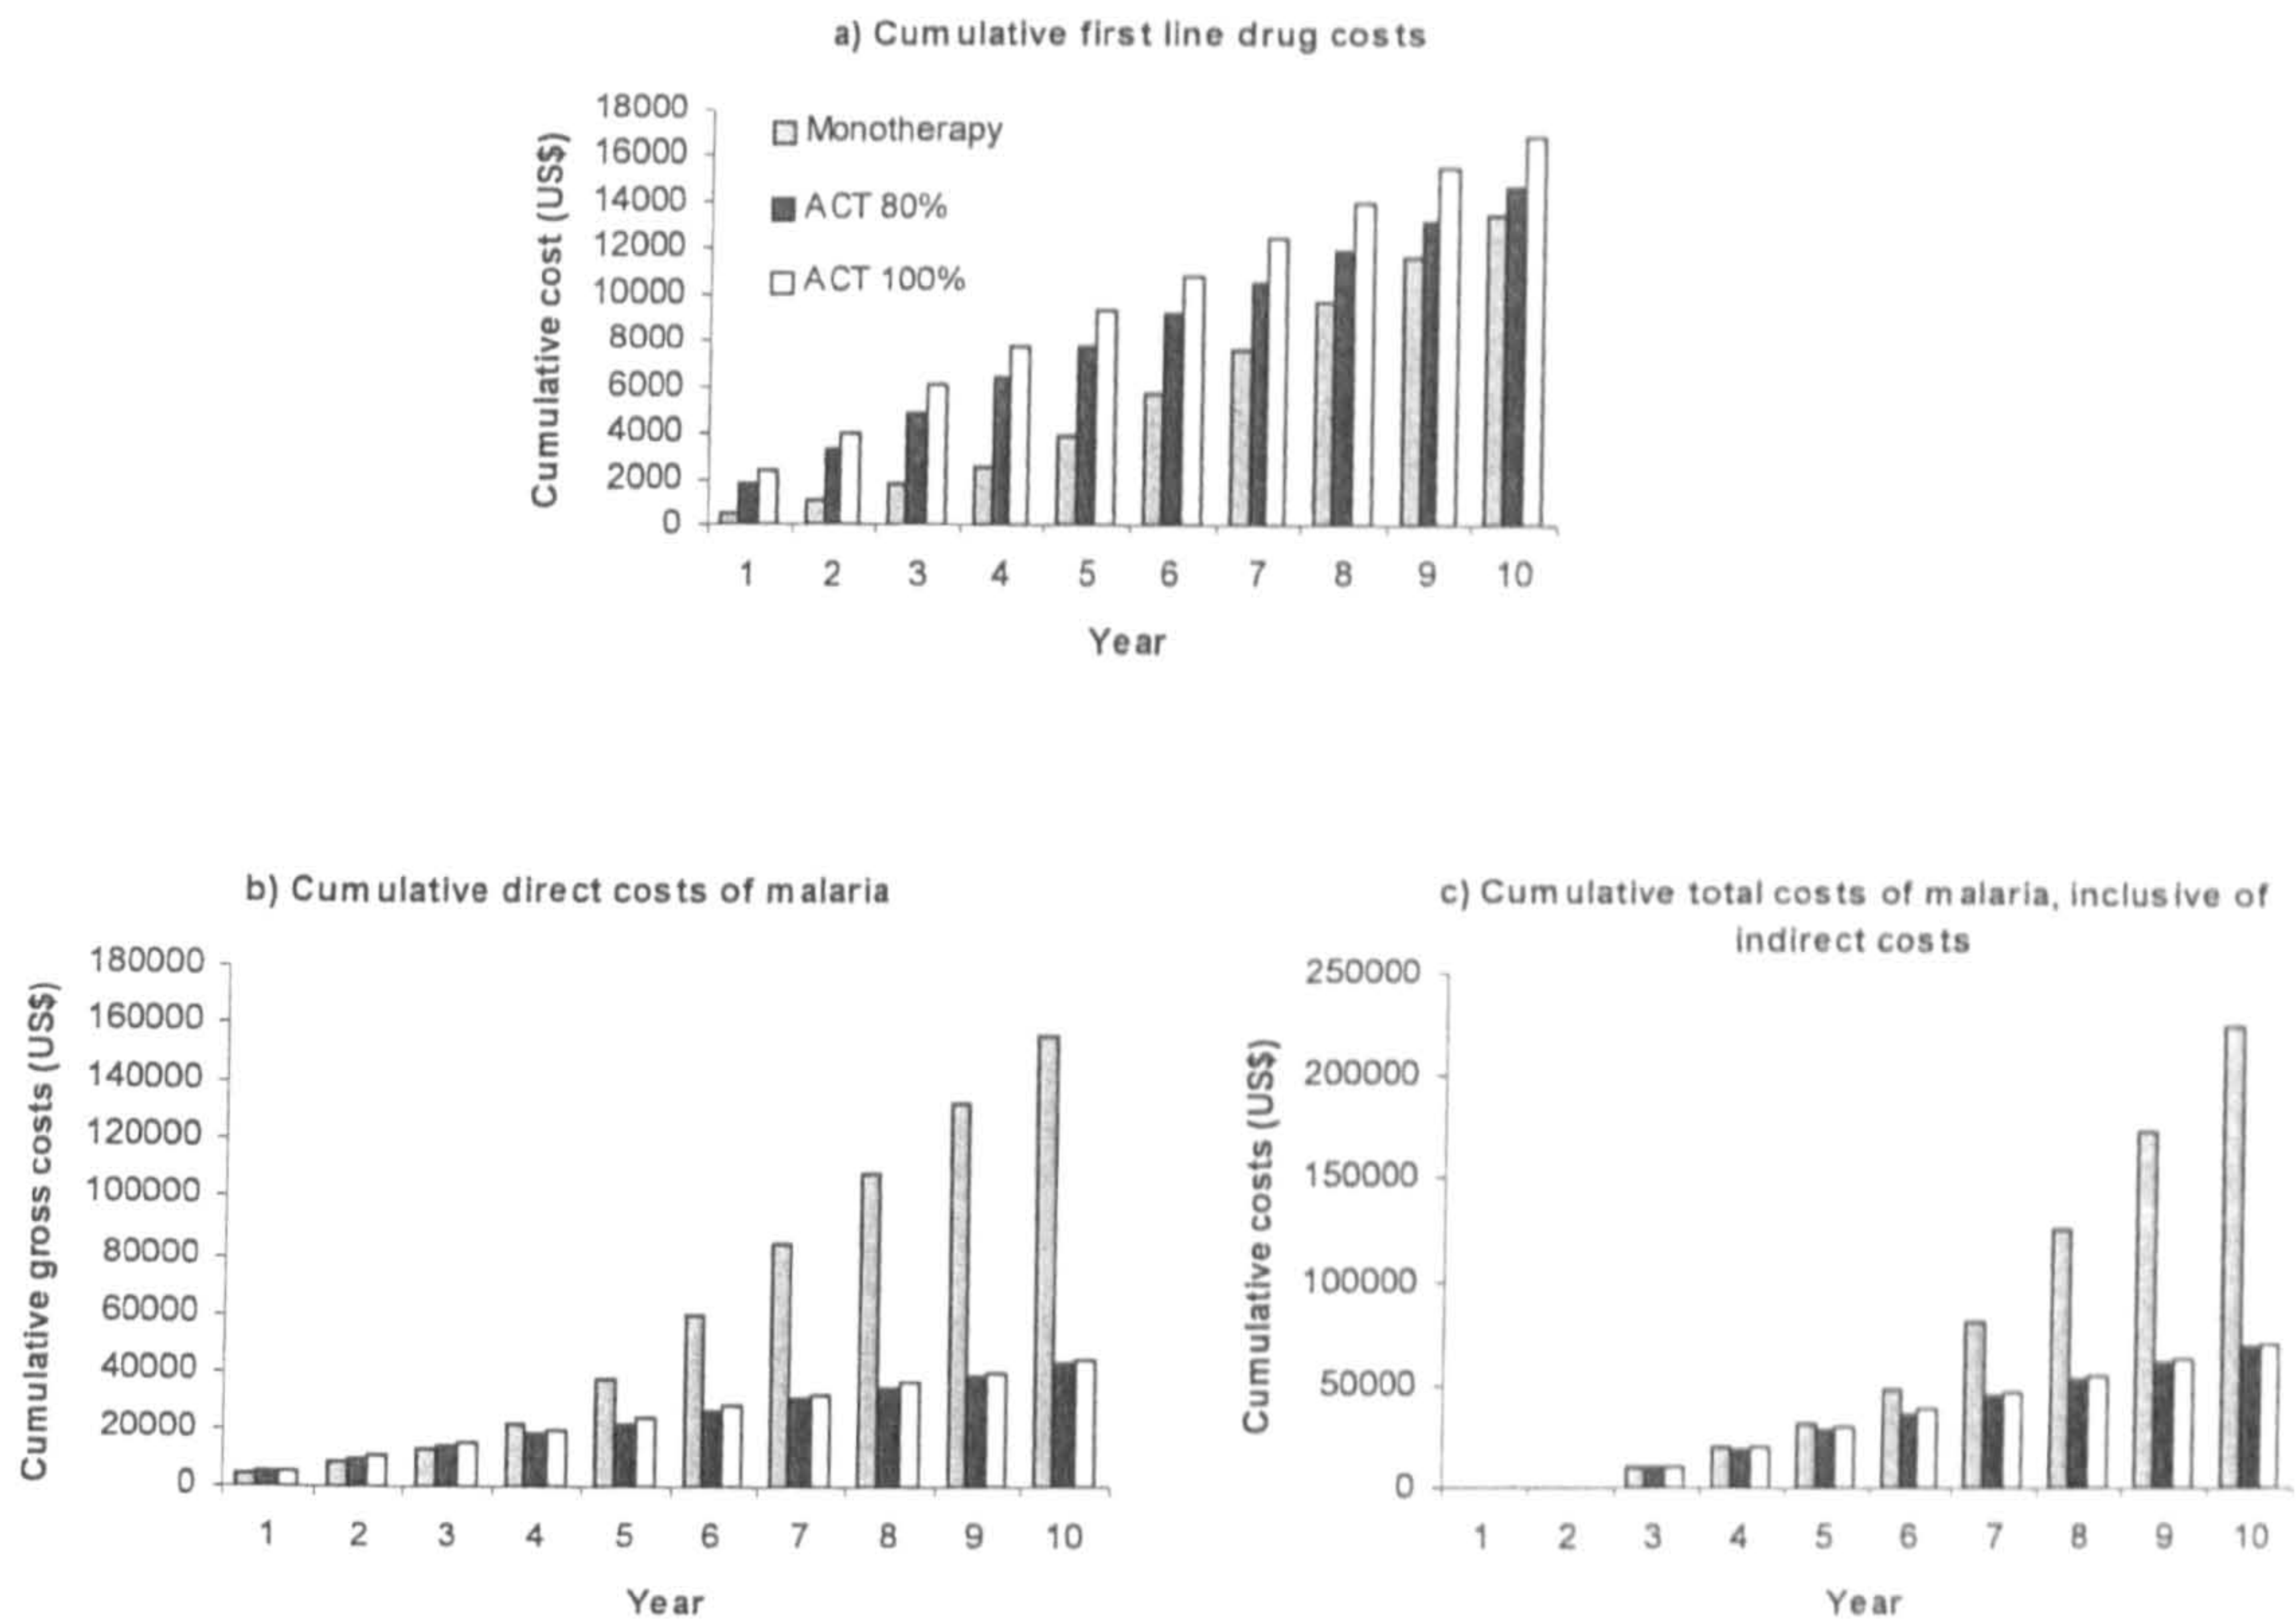 a) Cumulative first line drug costs
18000
16000
14000
12000
10000
8000
6000
4000
2000
0
Cumulative cost (US$)
Monotherapy
ACT 80%
ACT 100%
1 2 3 4 5 6 7 8 9 10
Year
b) Cumulative direct costs of malaria
180000
160000
140000
120000
100000
80000
60000
40000
20000
0
Cumulative gross costs (US$)
1 2 3 4 5 6 7 8 9 10
Year
c) Cumulative total costs of malaria, inclusive of
indirect costs
250000
200000
150000
100000
50000
0
Cumulative costs (US$)
1 2 3 4 5 6 7 8 9 10
Year